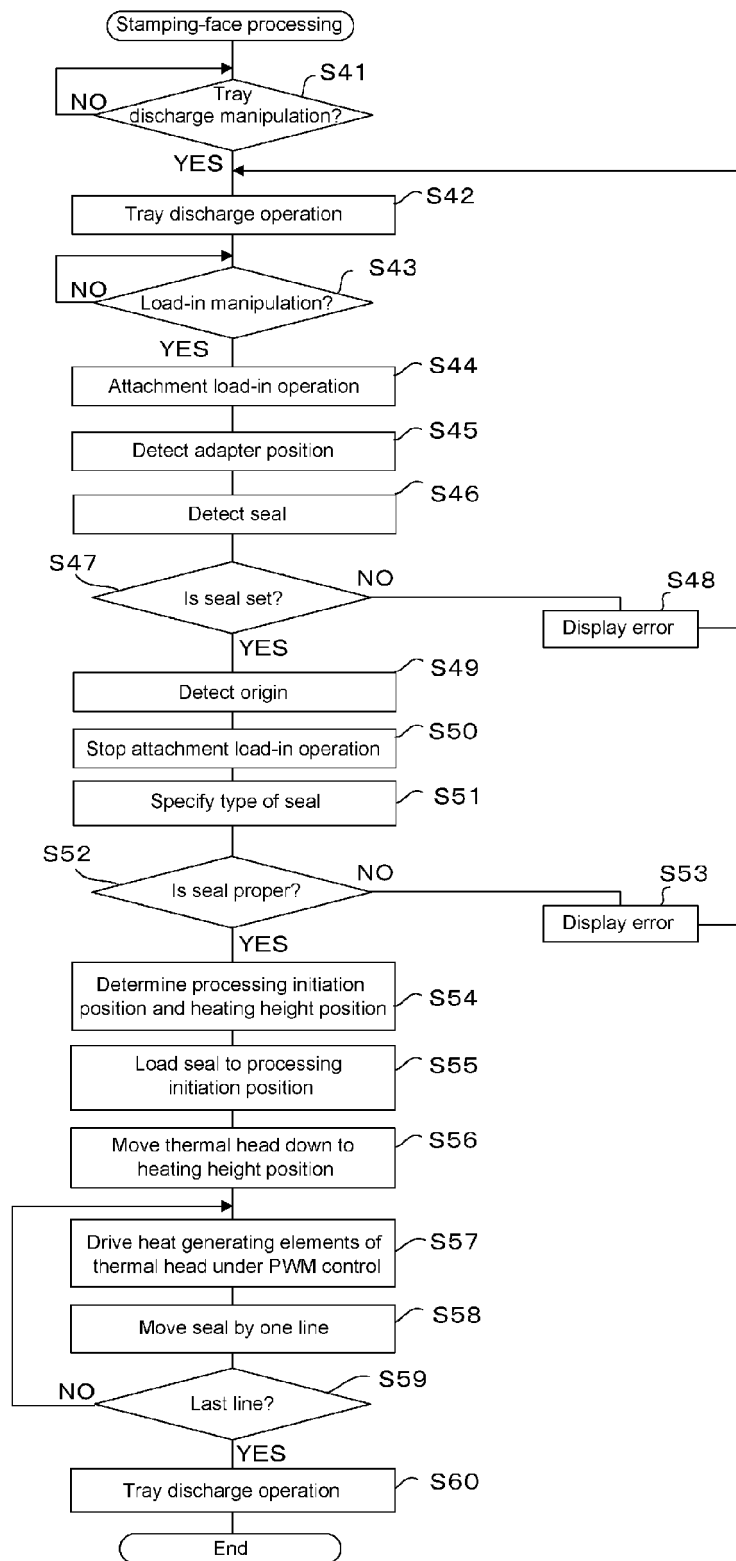 Stamping-face processing
S41
NO
Tray
discharge manipulation?
YES
S42
Tray discharge operation
S43
NO
Load-in manipulation?
YES
S44
Attachment load-in operation
S45
Detect adapter position
S46
Detect seal
S47
NO
Is seal set?
S48
Display error
YES
S49
Detect origin
S50
Stop attachment load-in operation
S51
Specify type of seal
S52
NO
Is seal proper?
S53
Display error
YES
Determine processing initiation
position and heating height position
S54
Load seal to processing
initiation position
S55
Move thermal head down to
heating height position
S56
Drive heat generating elements of
thermal head under PWM control
S57
Move seal by one line
S58
S59
NO
Last line?
YES
Tray discharge operation
S60
End